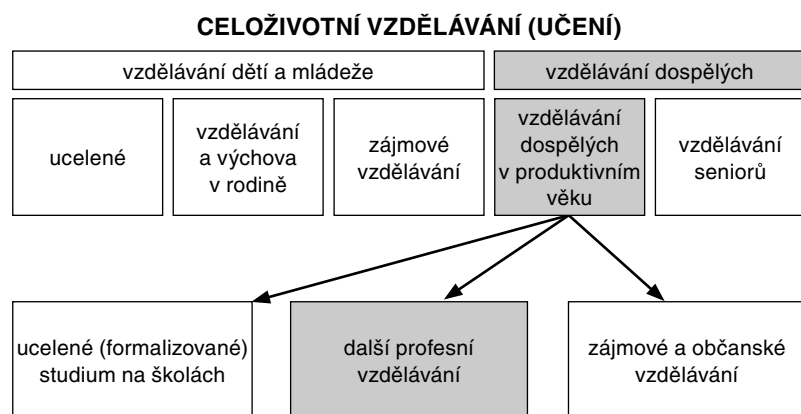 CELOŽIVOTNÍ VZDĚLÁVÁNÍ (UČENÍ)
vzdělávání dětí a mládeže
vzdělávání dospělých
ucelené
vzdělávání
a výchova
v rodině
zájmové
vzdělávání
vzdělávání
dospělých
v produktivním
věku
vzdělávání
seniorů
ucelené (formalizované)
studium na školách
další profesní
vzdělávání
zájmové a občanské
vzdělávání